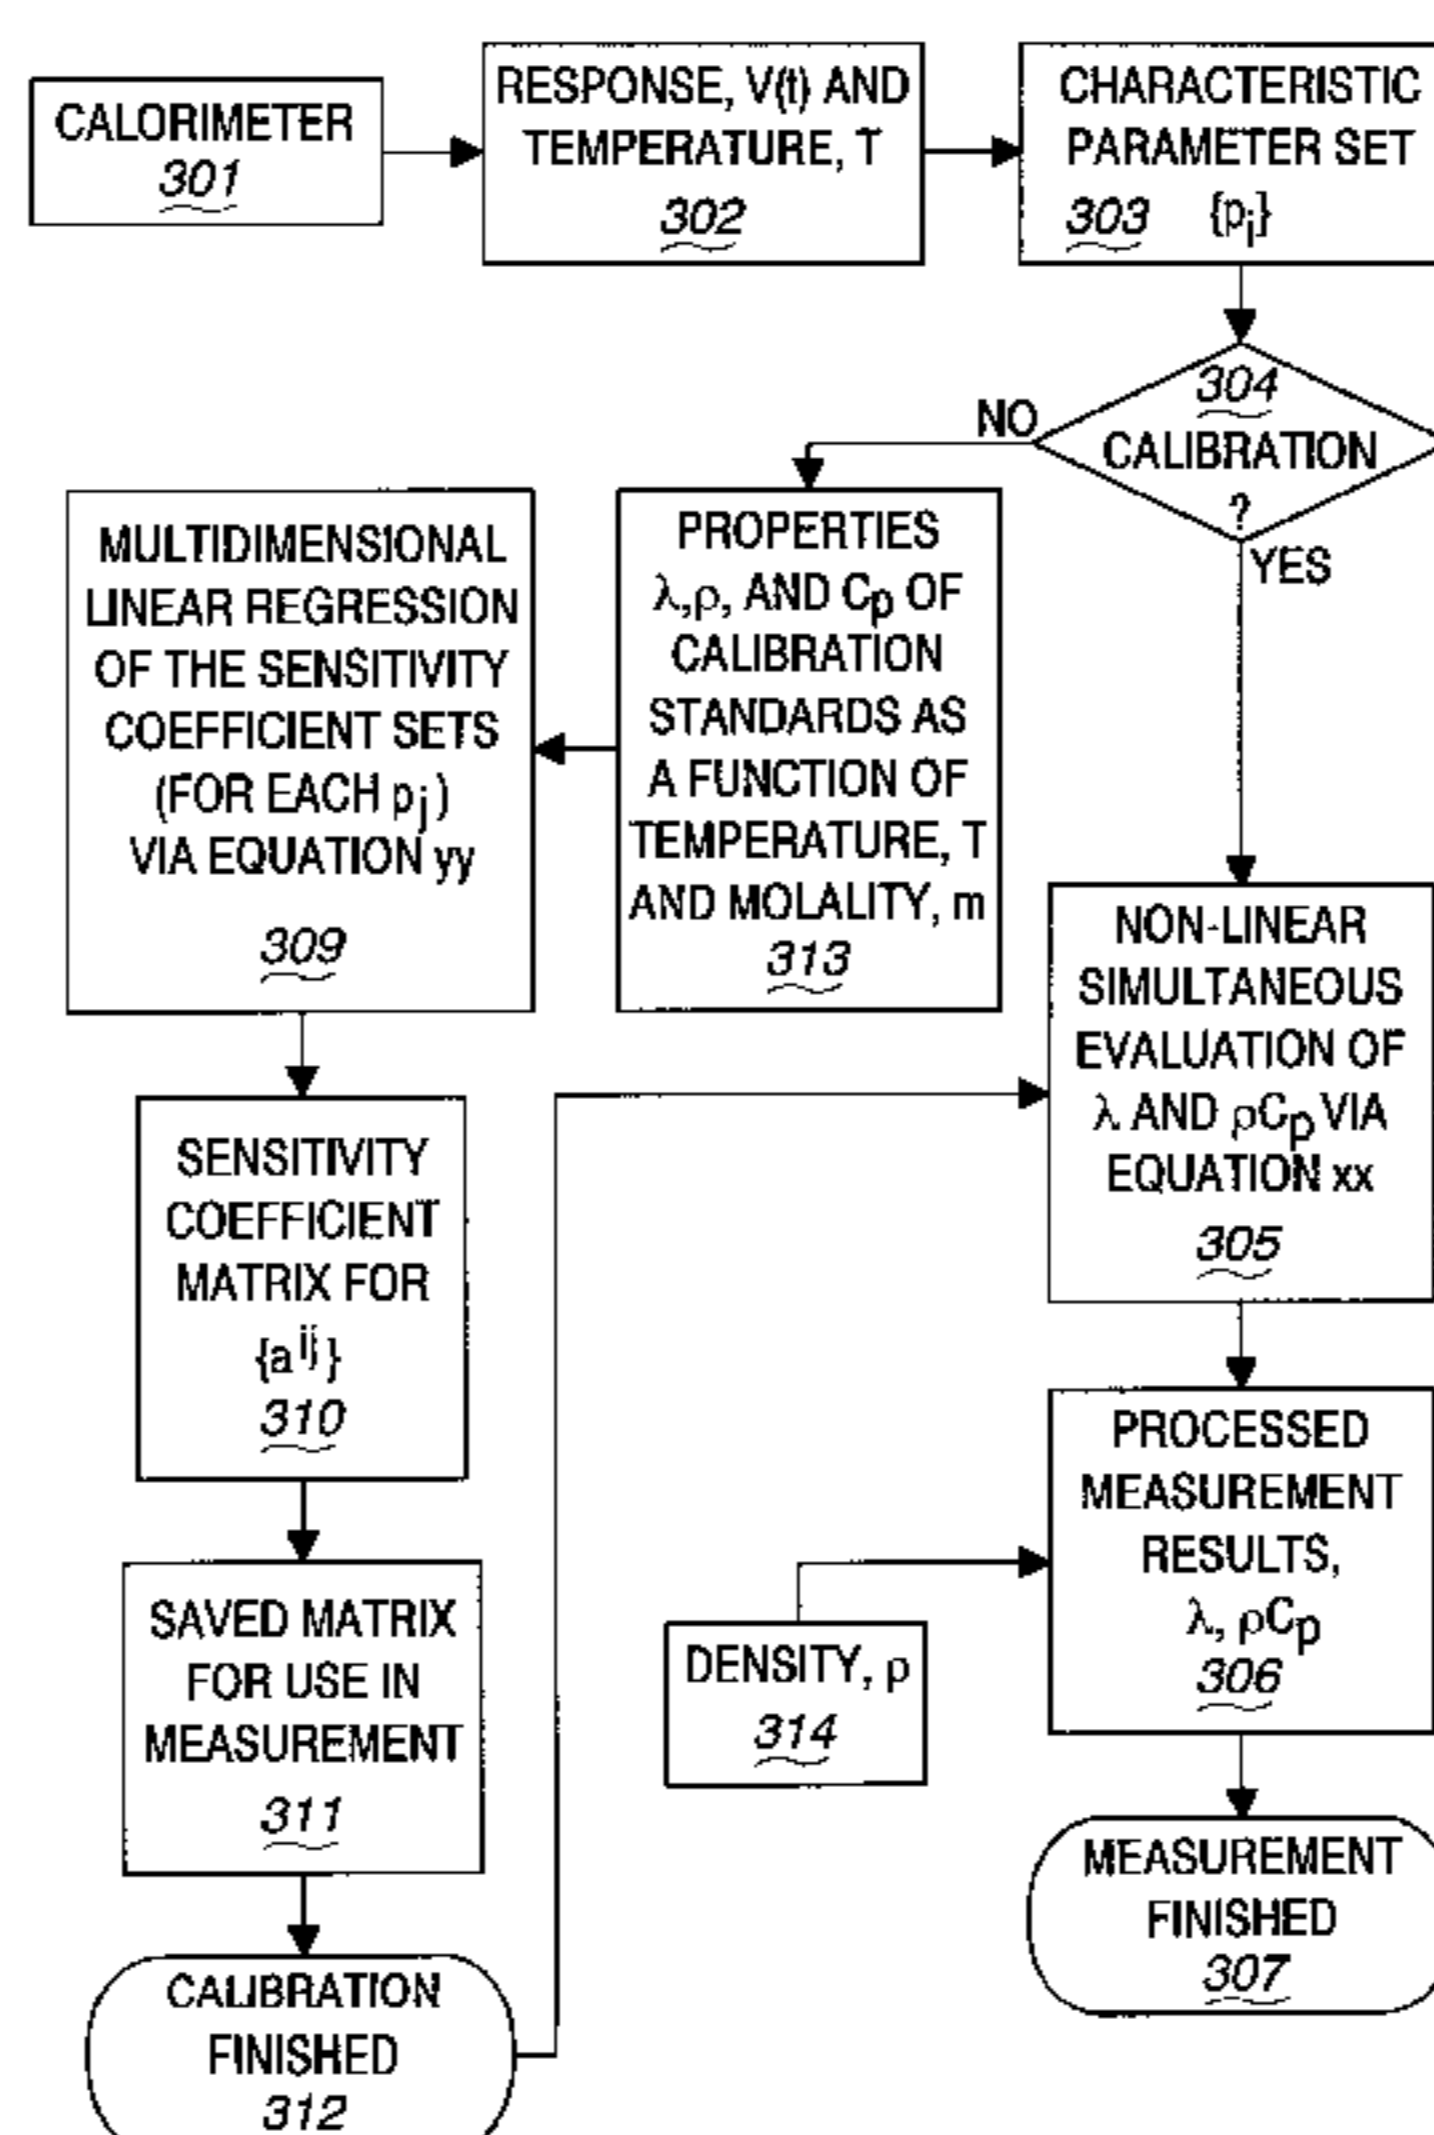 CALORIMETER
301
RESPONSE, V(t) AND
TEMPERATURE, T
302
CHARACTERISTIC
PARAMETER SET
303 {pi}
304
CALIBRATION
?
NO
YES
PROPERTIES
λ,ρ, AND Cp OF
CALIBRATION
STANDARDS AS
A FUNCTION OF
TEMPERATURE, T
AND MOLALITY, m
313
MULTIDIMENSIONAL
LINEAR REGRESSION
OF THE SENSITIVITY
COEFFICIENT SETS
(FOR EACH pj)
VIA EQUATION yy
309
SENSITIVITY
COEFFICIENT
MATRIX FOR
{a ij}
310
SAVED MATRIX
FOR USE IN
MEASUREMENT
311
CALIBRATION
FINISHED
312
NON-LINEAR
SIMULTANEOUS
EVALUATION OF
λ AND ρCp VIA
EQUATION xx
305
PROCESSED
MEASUREMENT
RESULTS,
λ, ρCp
306
DENSITY, ρ
314
MEASUREMENT
FINISHED
307